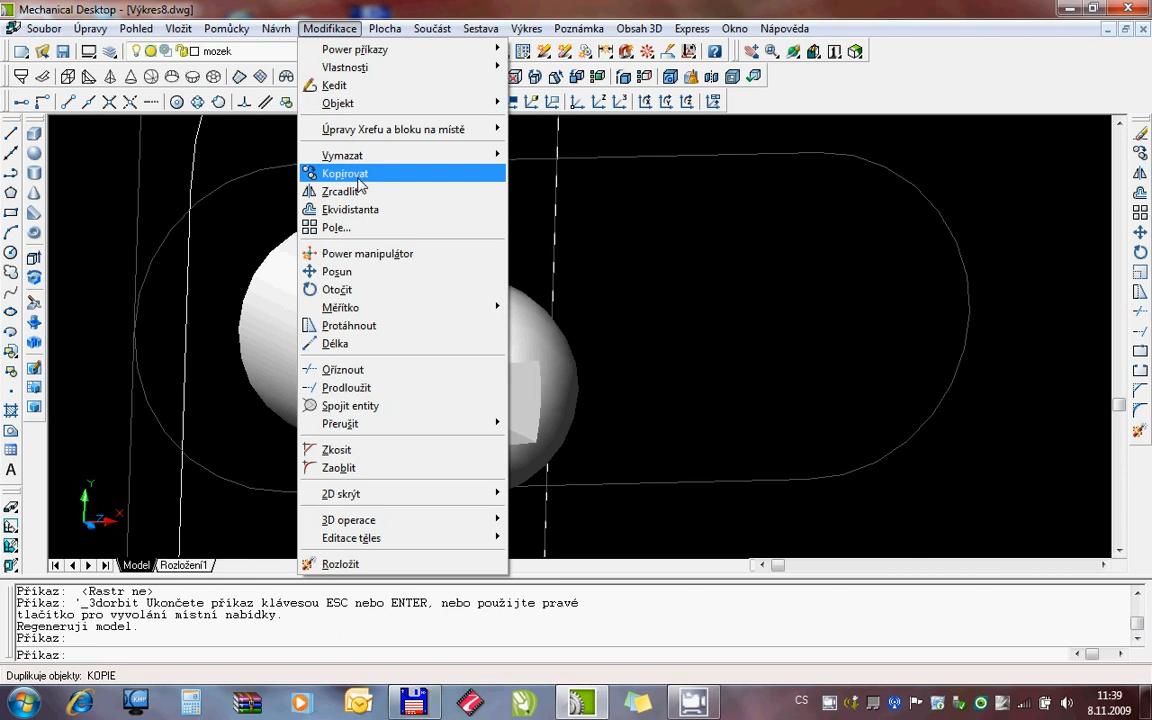 Mechanical Desktop - [Výkres8.dwg]
Soubor Úpravy Pohled Vložit Pomůcky Návrh Modifikace Plocha Součást Sestava Výkres Poznámka Obsah 3D Express Okno Nápověda
mozek
Power příkazy
Vlastnosti
Kedit
Objekt
Úpravy Xrefu a bloku na místě
Vymazat
Kopírovat
Zrcadlit
Ekvidistanta
Pole...
Power manipulátor
Posun
Otočit
Měřítko
Protáhnout
Délka
Oříznout
Prodloužit
Spojit entity
Přerušit
Zkosit
Zaoblit
2D skrýt
3D operace
Editace těles
Rozložit
A
Y
X
Z
Model Rozložení1
Příkaz: <Rastr ne>
Příkaz: '_3dorbit Ukončete příkaz klávesou ESC nebo ENTER, nebo použijte pravé
tlačítko pro vyvolání místní nabídky.
Regeneruji model.
Příkaz:
Příkaz:
Duplikuje objekty: KOPIE
CS
11:39
8.11.2009